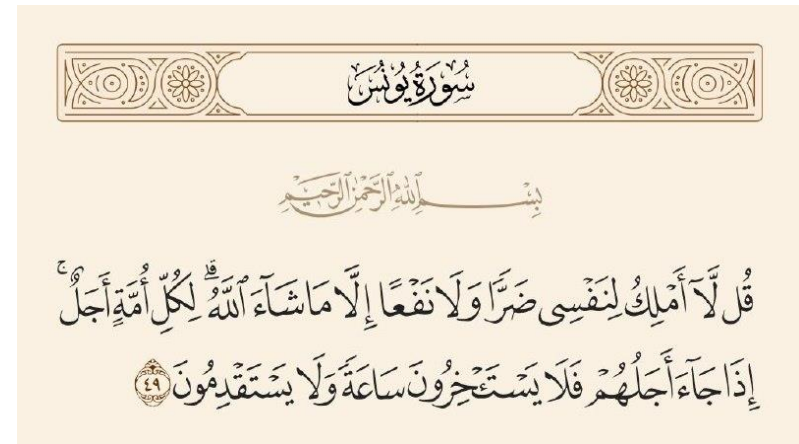 سُورَةُ يُونُسَ
بِسْمِ ٱللَّهِ ٱلرَّحْمَٰنِ ٱلرَّحِيمِ
قُل لَّآ أَمْلِكُ لِنَفْسِى ضَرًّا وَلَا نَفْعًا إِلَّا مَا شَآءَ ٱللَّهُ ۗ لِكُلِّ أُمَّةٍ أَجَلٌ ۚ
إِذَا جَآءَ أَجَلُهُمْ فَلَا يَسْتَـْٔخِرُونَ سَاعَةً ۖ وَلَا يَسْتَقْدِمُونَ ٤٩